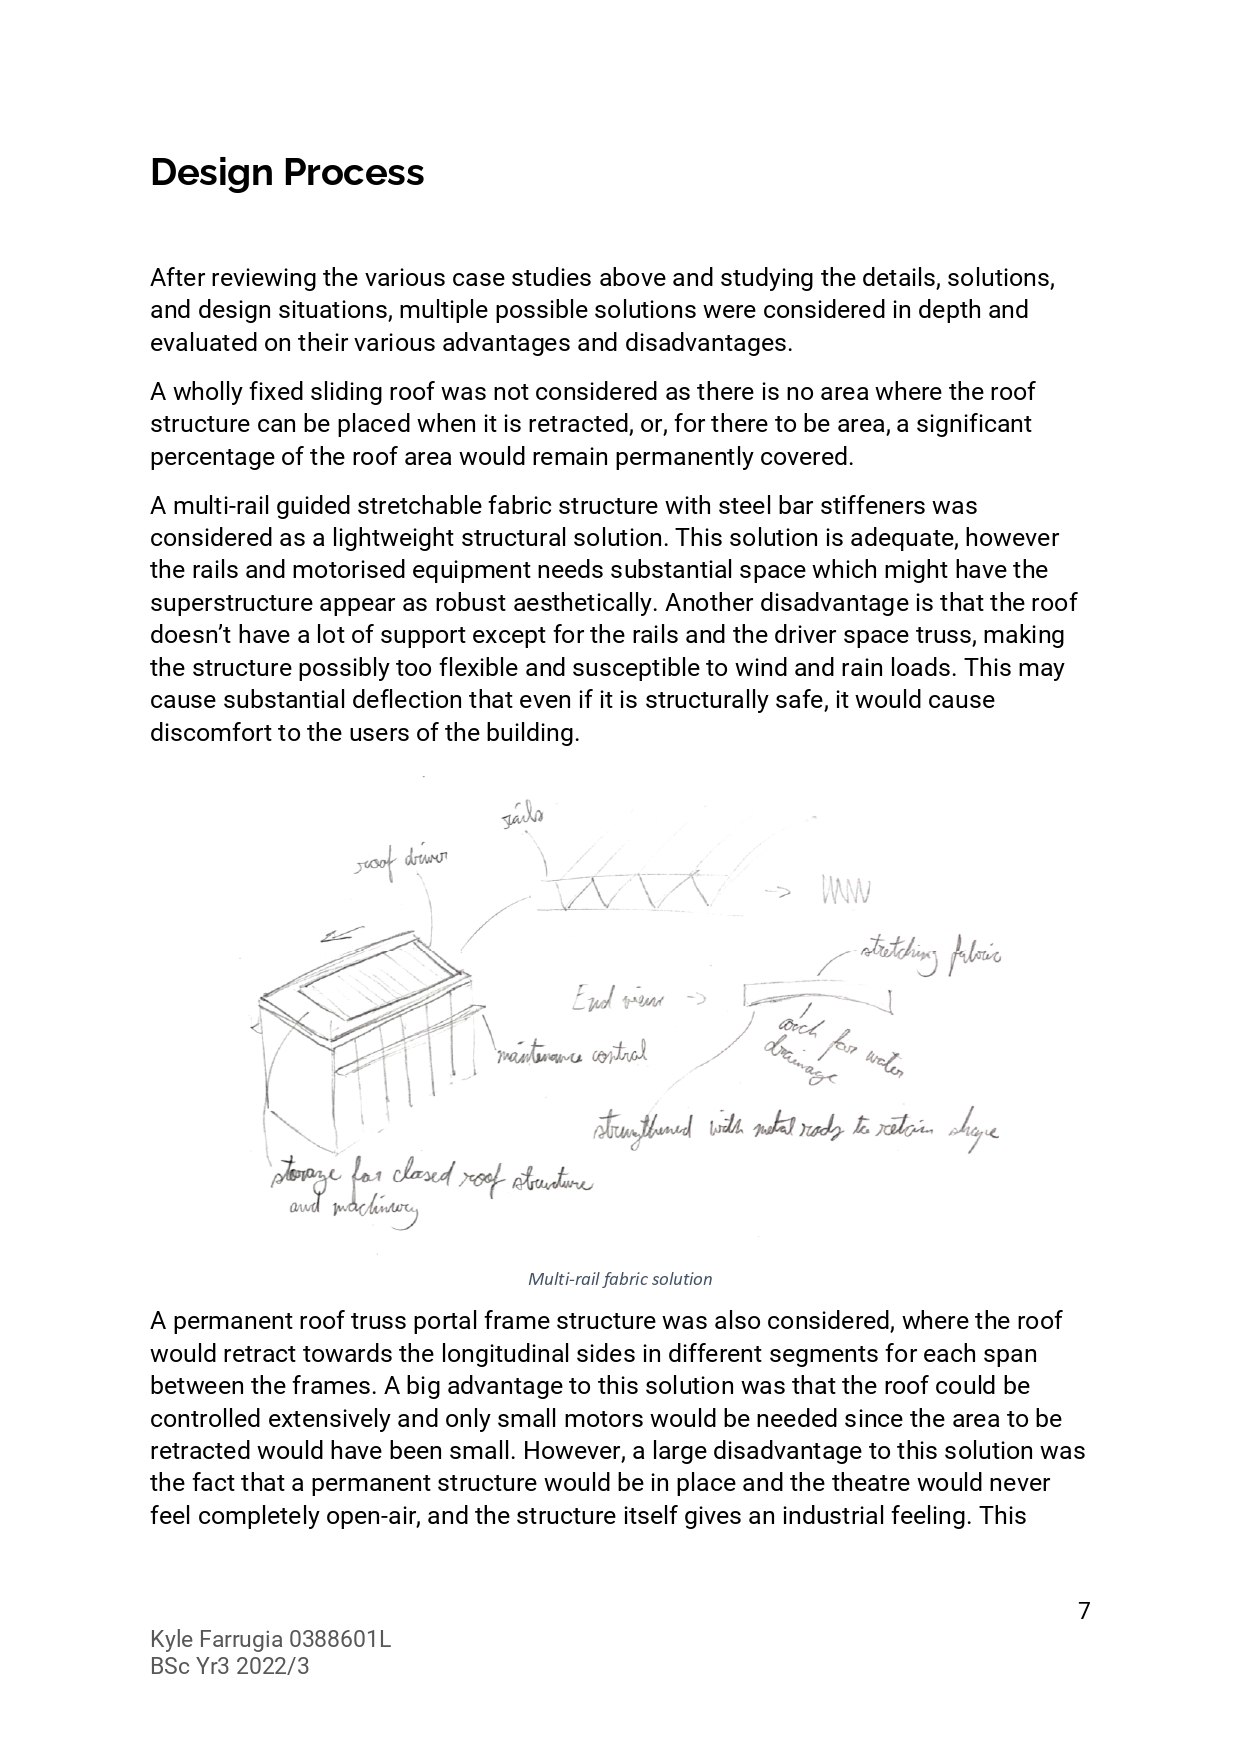 Design Process
After reviewing the various case studies above and studying the details, solutions,
and design situations, multiple possible solutions were considered in depth and
evaluated on their various advantages and disadvantages.
A wholly fixed sliding roof was not considered as there is no area where the roof
structure can be placed when it is retracted, or, for there to be area, a significant
percentage of the roof area would remain permanently covered.
A multi-rail guided stretchable fabric structure with steel bar stiffeners was
considered as a lightweight structural solution. This solution is adequate, however
the rails and motorised equipment needs substantial space which might have the
superstructure appear as robust aesthetically. Another disadvantage is that the roof
doesn’t have a lot of support except for the rails and the driver space truss, making
the structure possibly too flexible and susceptible to wind and rain loads. This may
cause substantial deflection that even if it is structurally safe, it would cause
discomfort to the users of the building.
rails
roof driver
stretching fabric
End view
arch for water
drainage
maintenance control
strengthened with metal rods to retain shape
storage for closed roof structure
and machinery
Multi-rail fabric solution
A permanent roof truss portal frame structure was also considered, where the roof
would retract towards the longitudinal sides in different segments for each span
between the frames. A big advantage to this solution was that the roof could be
controlled extensively and only small motors would be needed since the area to be
retracted would have been small. However, a large disadvantage to this solution was
the fact that a permanent structure would be in place and the theatre would never
feel completely open-air, and the structure itself gives an industrial feeling. This
7
Kyle Farrugia 0388601L
BSc Yr3 2022/3